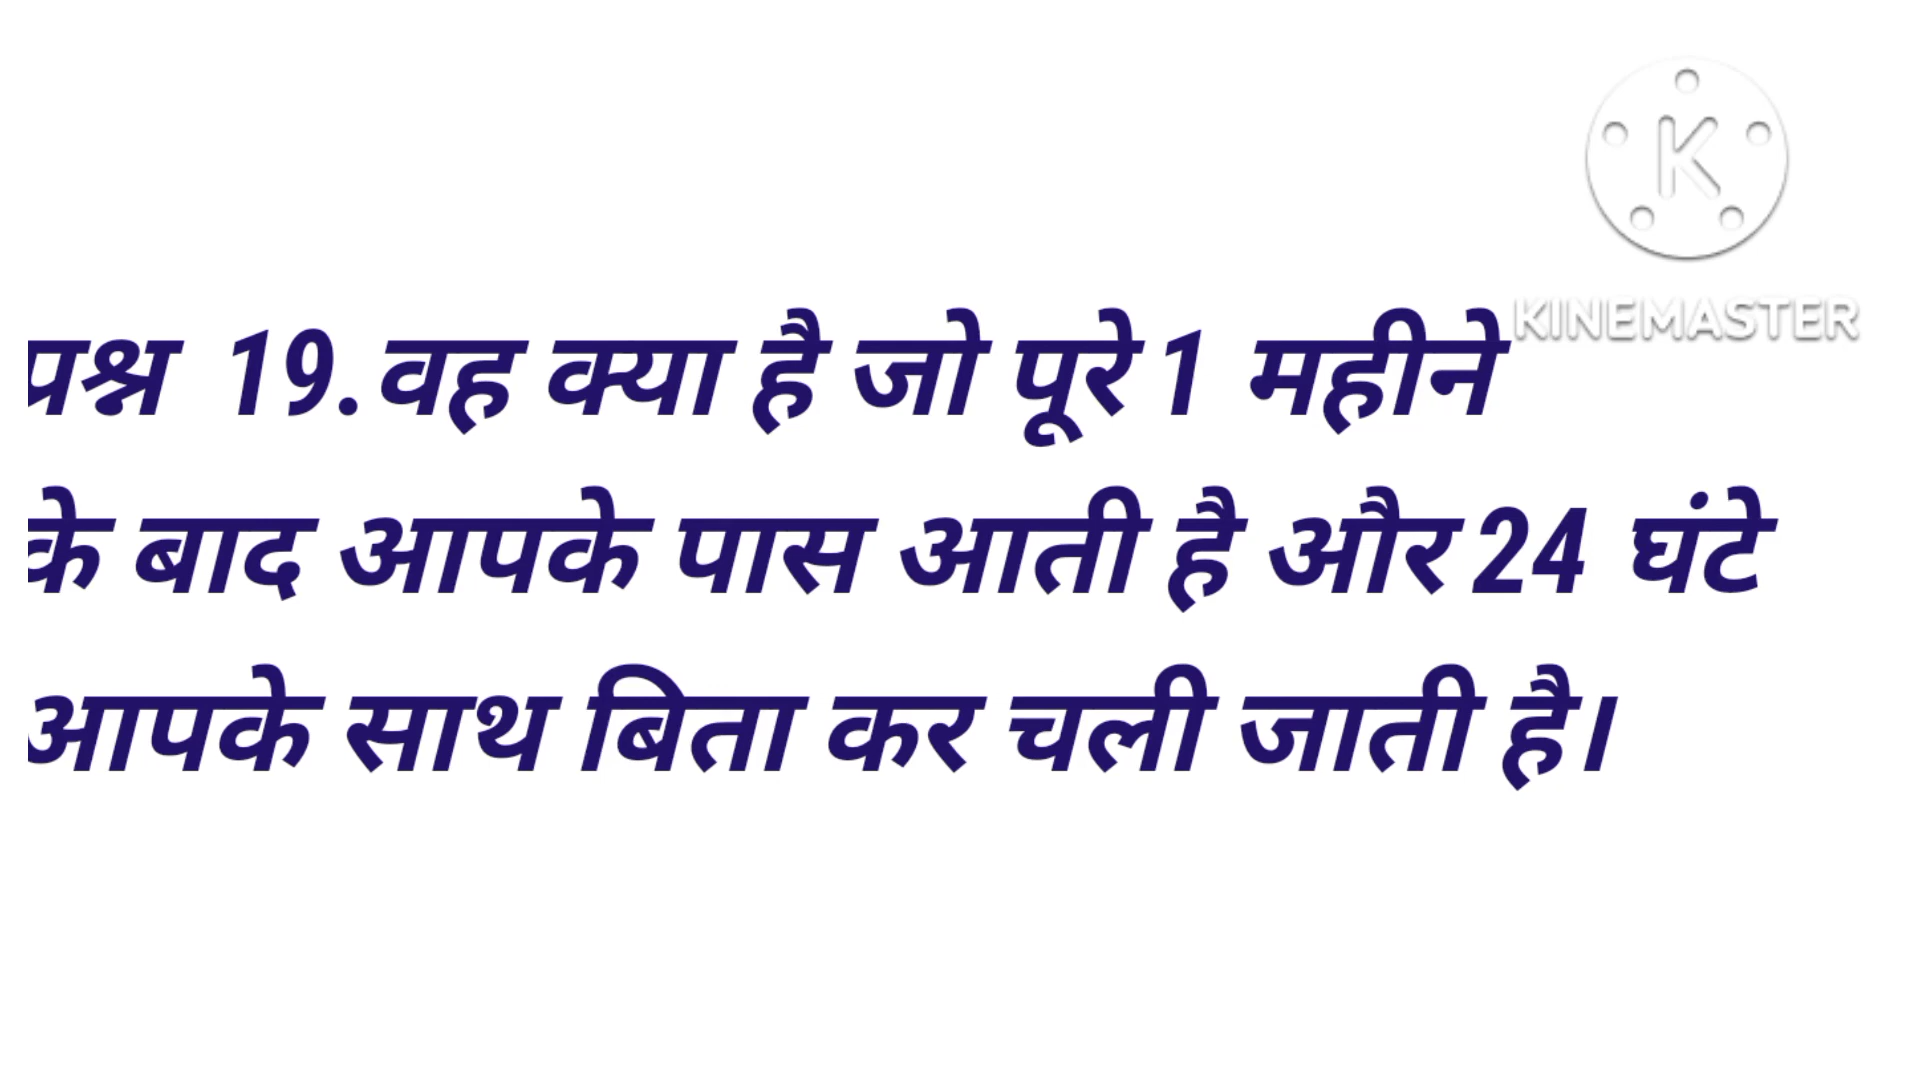 K
KINEMASTER
प्रश्न 19.वह क्या है जो पूरे 1 महीने
के बाद आपके पास आती है और 24 घंटे
आपके साथ बिता कर चली जाती है।